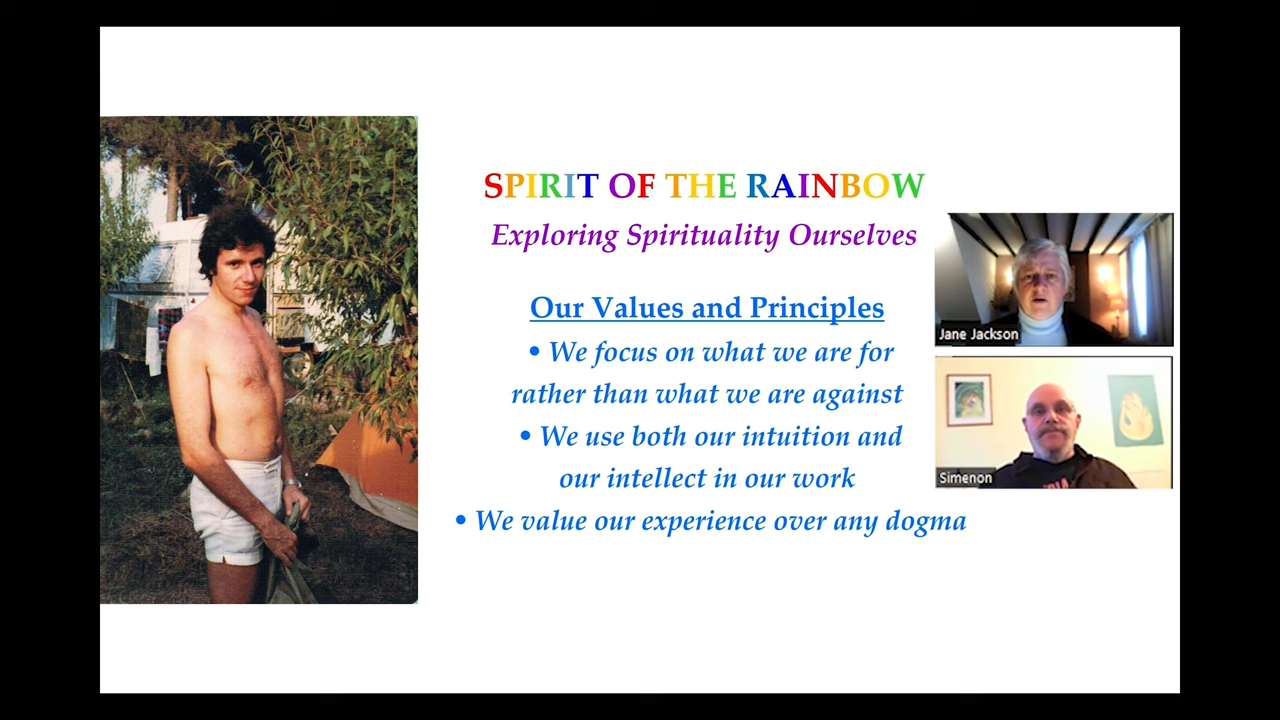 SPIRIT OF THE RAINBOW
Exploring Spirituality Ourselves
Our Values and Principles
• We focus on what we are for
rather than what we are against
• We use both our intuition and
our intellect in our work
• We value our experience over any dogma
Jane Jackson
Simenon